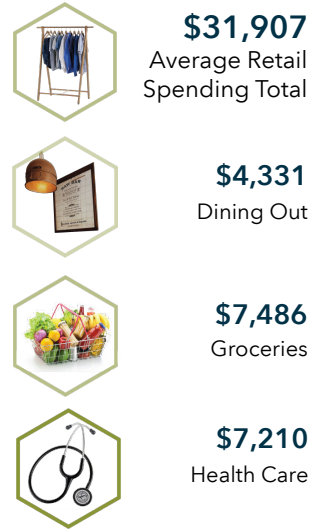 $31,907
Average Retail
Spending Total
$4,331
Dining Out
$7,486
Groceries
$7,210
Health Care